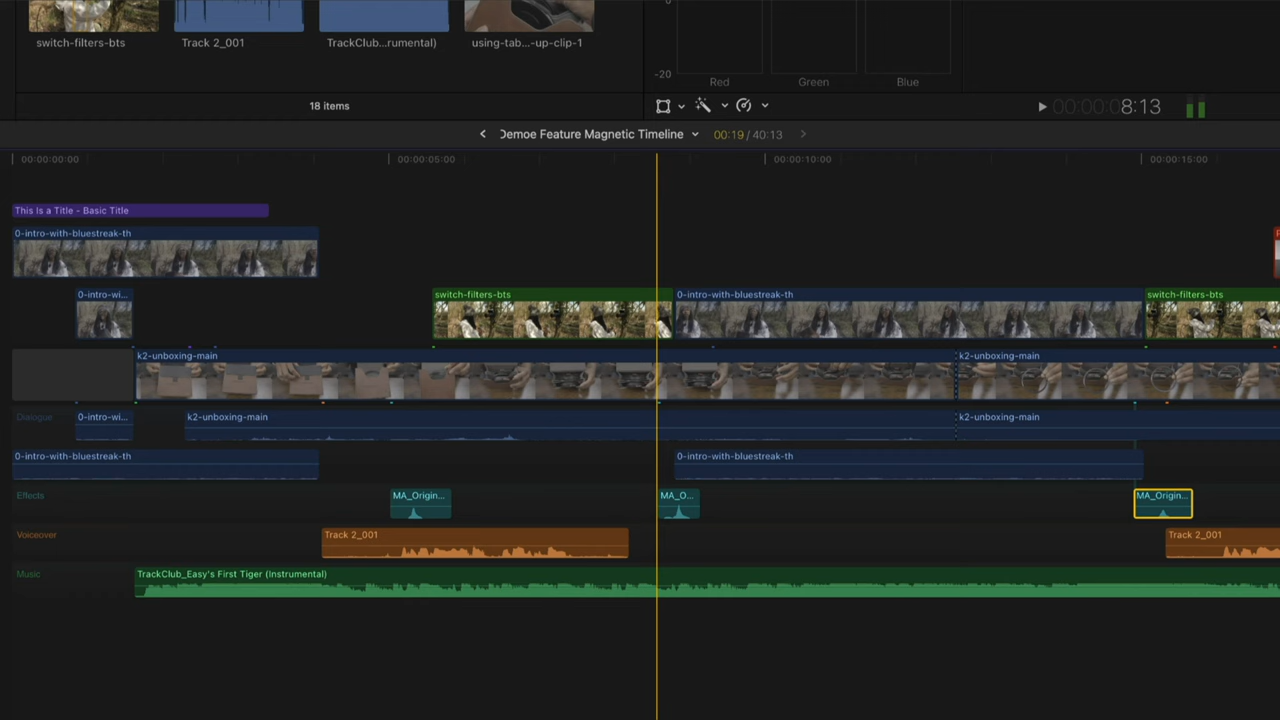 0
switch-filters-bts
Track 2_001
TrackClub...rumental)
using-tab...-up-clip-1
-20
Red
Green
Blue
18 items
00:00:08:13
Demoe Feature Magnetic Timeline
00:19 / 40:13
00:00:00:00
00:00:05:00
00:00:10:00
00:00:15:00
This Is a Title - Basic Title
0-intro-with-bluestreak-th
0-intro-wi...
switch-filters-bts
0-intro-with-bluestreak-th
switch-filters-bts
k2-unboxing-main
k2-unboxing-main
Dialogue
0-intro-wi...
k2-unboxing-main
k2-unboxing-main
0-intro-with-bluestreak-th
0-intro-with-bluestreak-th
Effects
MA_Origin...
MA_O...
MA_Origin...
Voiceover
Track 2_001
Track 2_001
Music
TrackClub_Easy's First Tiger (Instrumental)